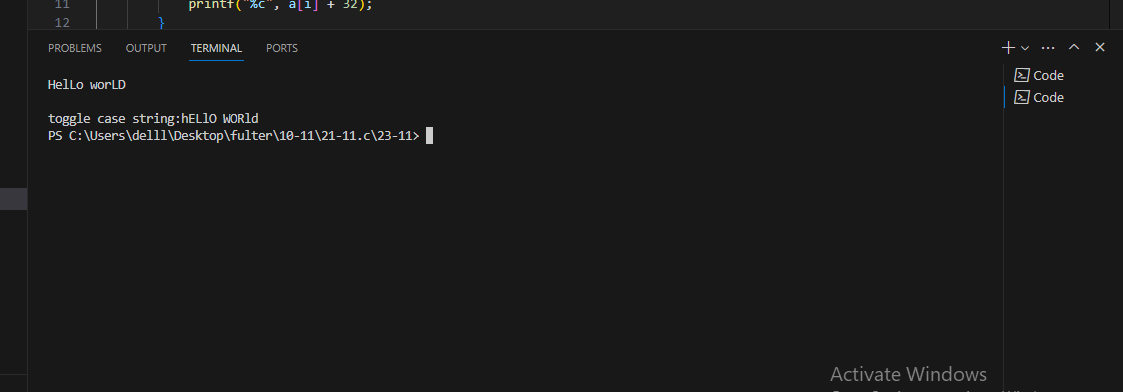 11 printf("%c", a[i] + 32);
12 }
PROBLEMS OUTPUT TERMINAL PORTS
HelLo worLD
toggle case string:hELlO WORld
PS C:\Users\delll\Desktop\fulter\10-11\21-11.c\23-11>
Code
Code
Activate Windows